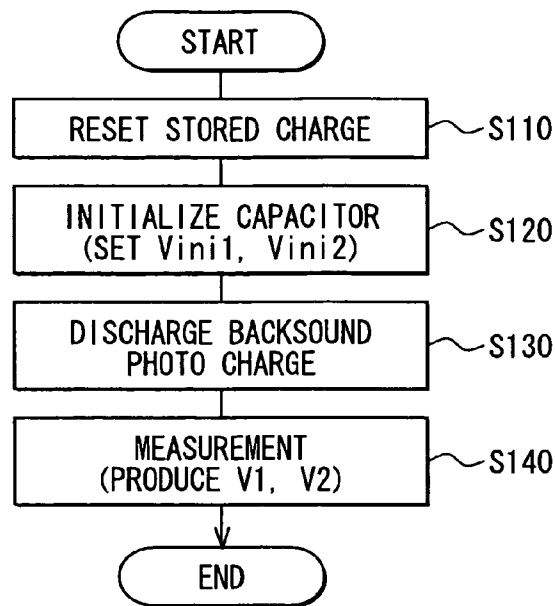 START
RESET STORED CHARGE
S110
INITIALIZE CAPACITOR
(SET Vini1, Vini2)
S120
DISCHARGE BACKSOUND
PHOTO CHARGE
S130
MEASUREMENT
(PRODUCE V1, V2)
S140
END